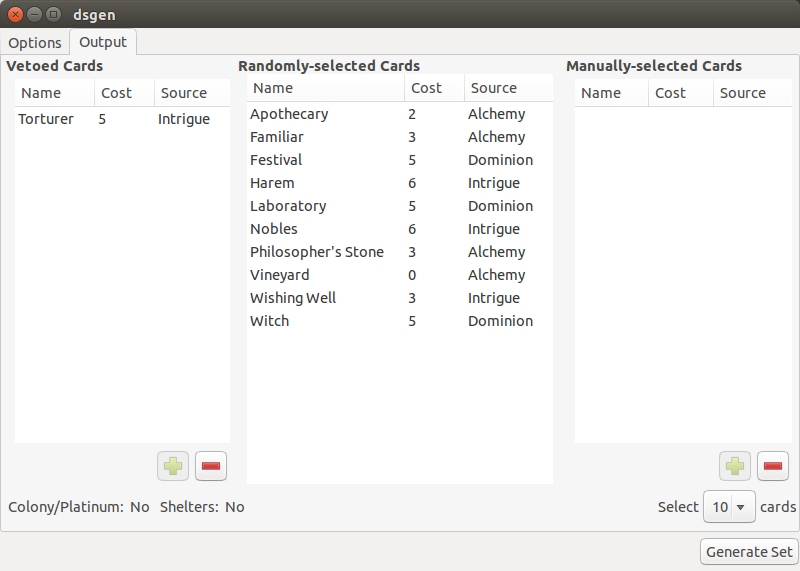 dsgen
Options Output
Vetoed Cards
Name Cost Source
Torturer 5 Intrigue
Randomly-selected Cards
Name Cost Source
Apothecary 2 Alchemy
Familiar 3 Alchemy
Festival 5 Dominion
Harem 6 Intrigue
Laboratory 5 Dominion
Nobles 6 Intrigue
Philosopher's Stone 3 Alchemy
Vineyard 0 Alchemy
Wishing Well 3 Intrigue
Witch 5 Dominion
Manually-selected Cards
Name Cost Source
Colony/Platinum: No Shelters: No
Select 10 cards
Generate Set